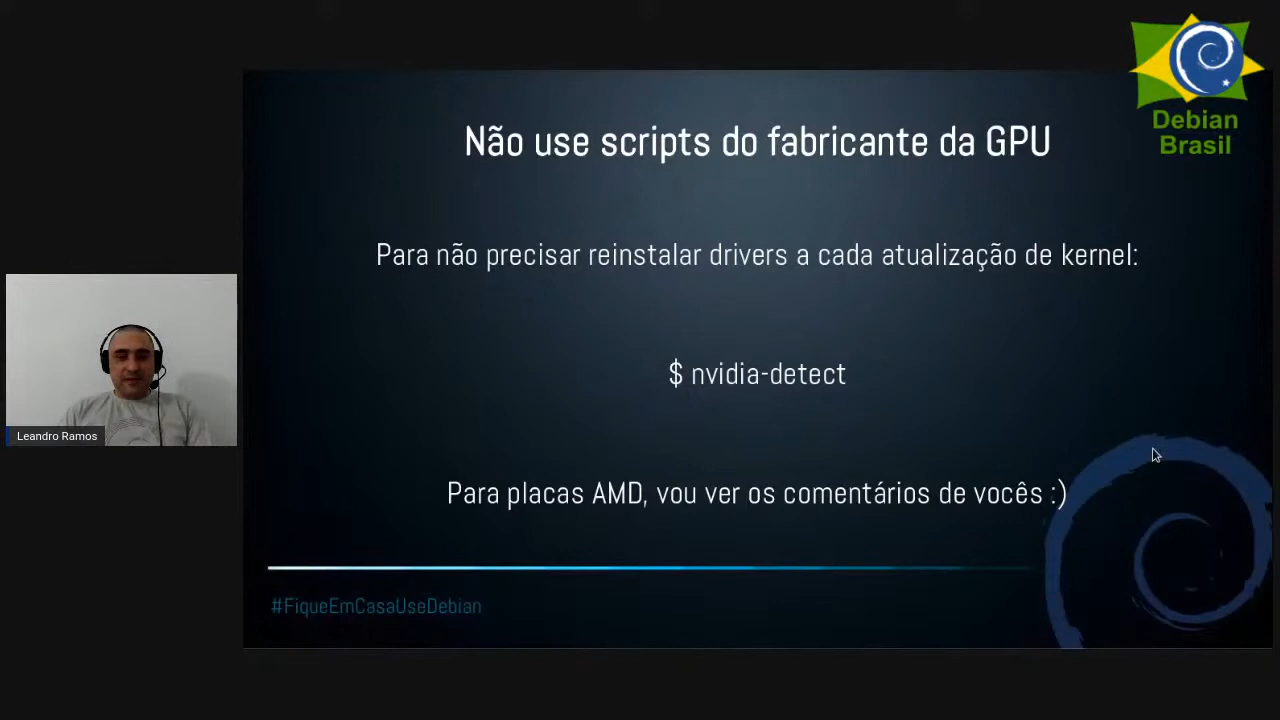 Debian
Brasil
Não use scripts do fabricante da GPU
Para não precisar reinstalar drivers a cada atualização de kernel:
$ nvidia-detect
Para placas AMD, vou ver os comentários de vocês :)
#FiqueEmCasaUseDebian
Leandro Ramos